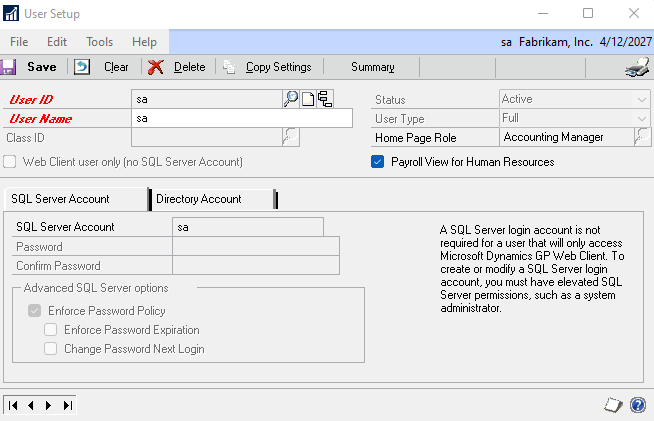 User Setup
File Edit Tools Help sa Fabrikam, Inc. 4/12/2027
Save Clear Delete Copy Settings Summary
User ID sa Status Active
User Name sa User Type Full
Class ID Home Page Role Accounting Manager
Web Client user only (no SQL Server Account) Payroll View for Human Resources
SQL Server Account Directory Account
SQL Server Account sa
Password
Confirm Password
Advanced SQL Server options
Enforce Password Policy
Enforce Password Expiration
Change Password Next Login
A SQL Server login account is not
required for a user that will only access
Microsoft Dynamics GP Web Client. To
create or modify a SQL Server login
account, you must have elevated SQL
Server permissions, such as a system
administrator.